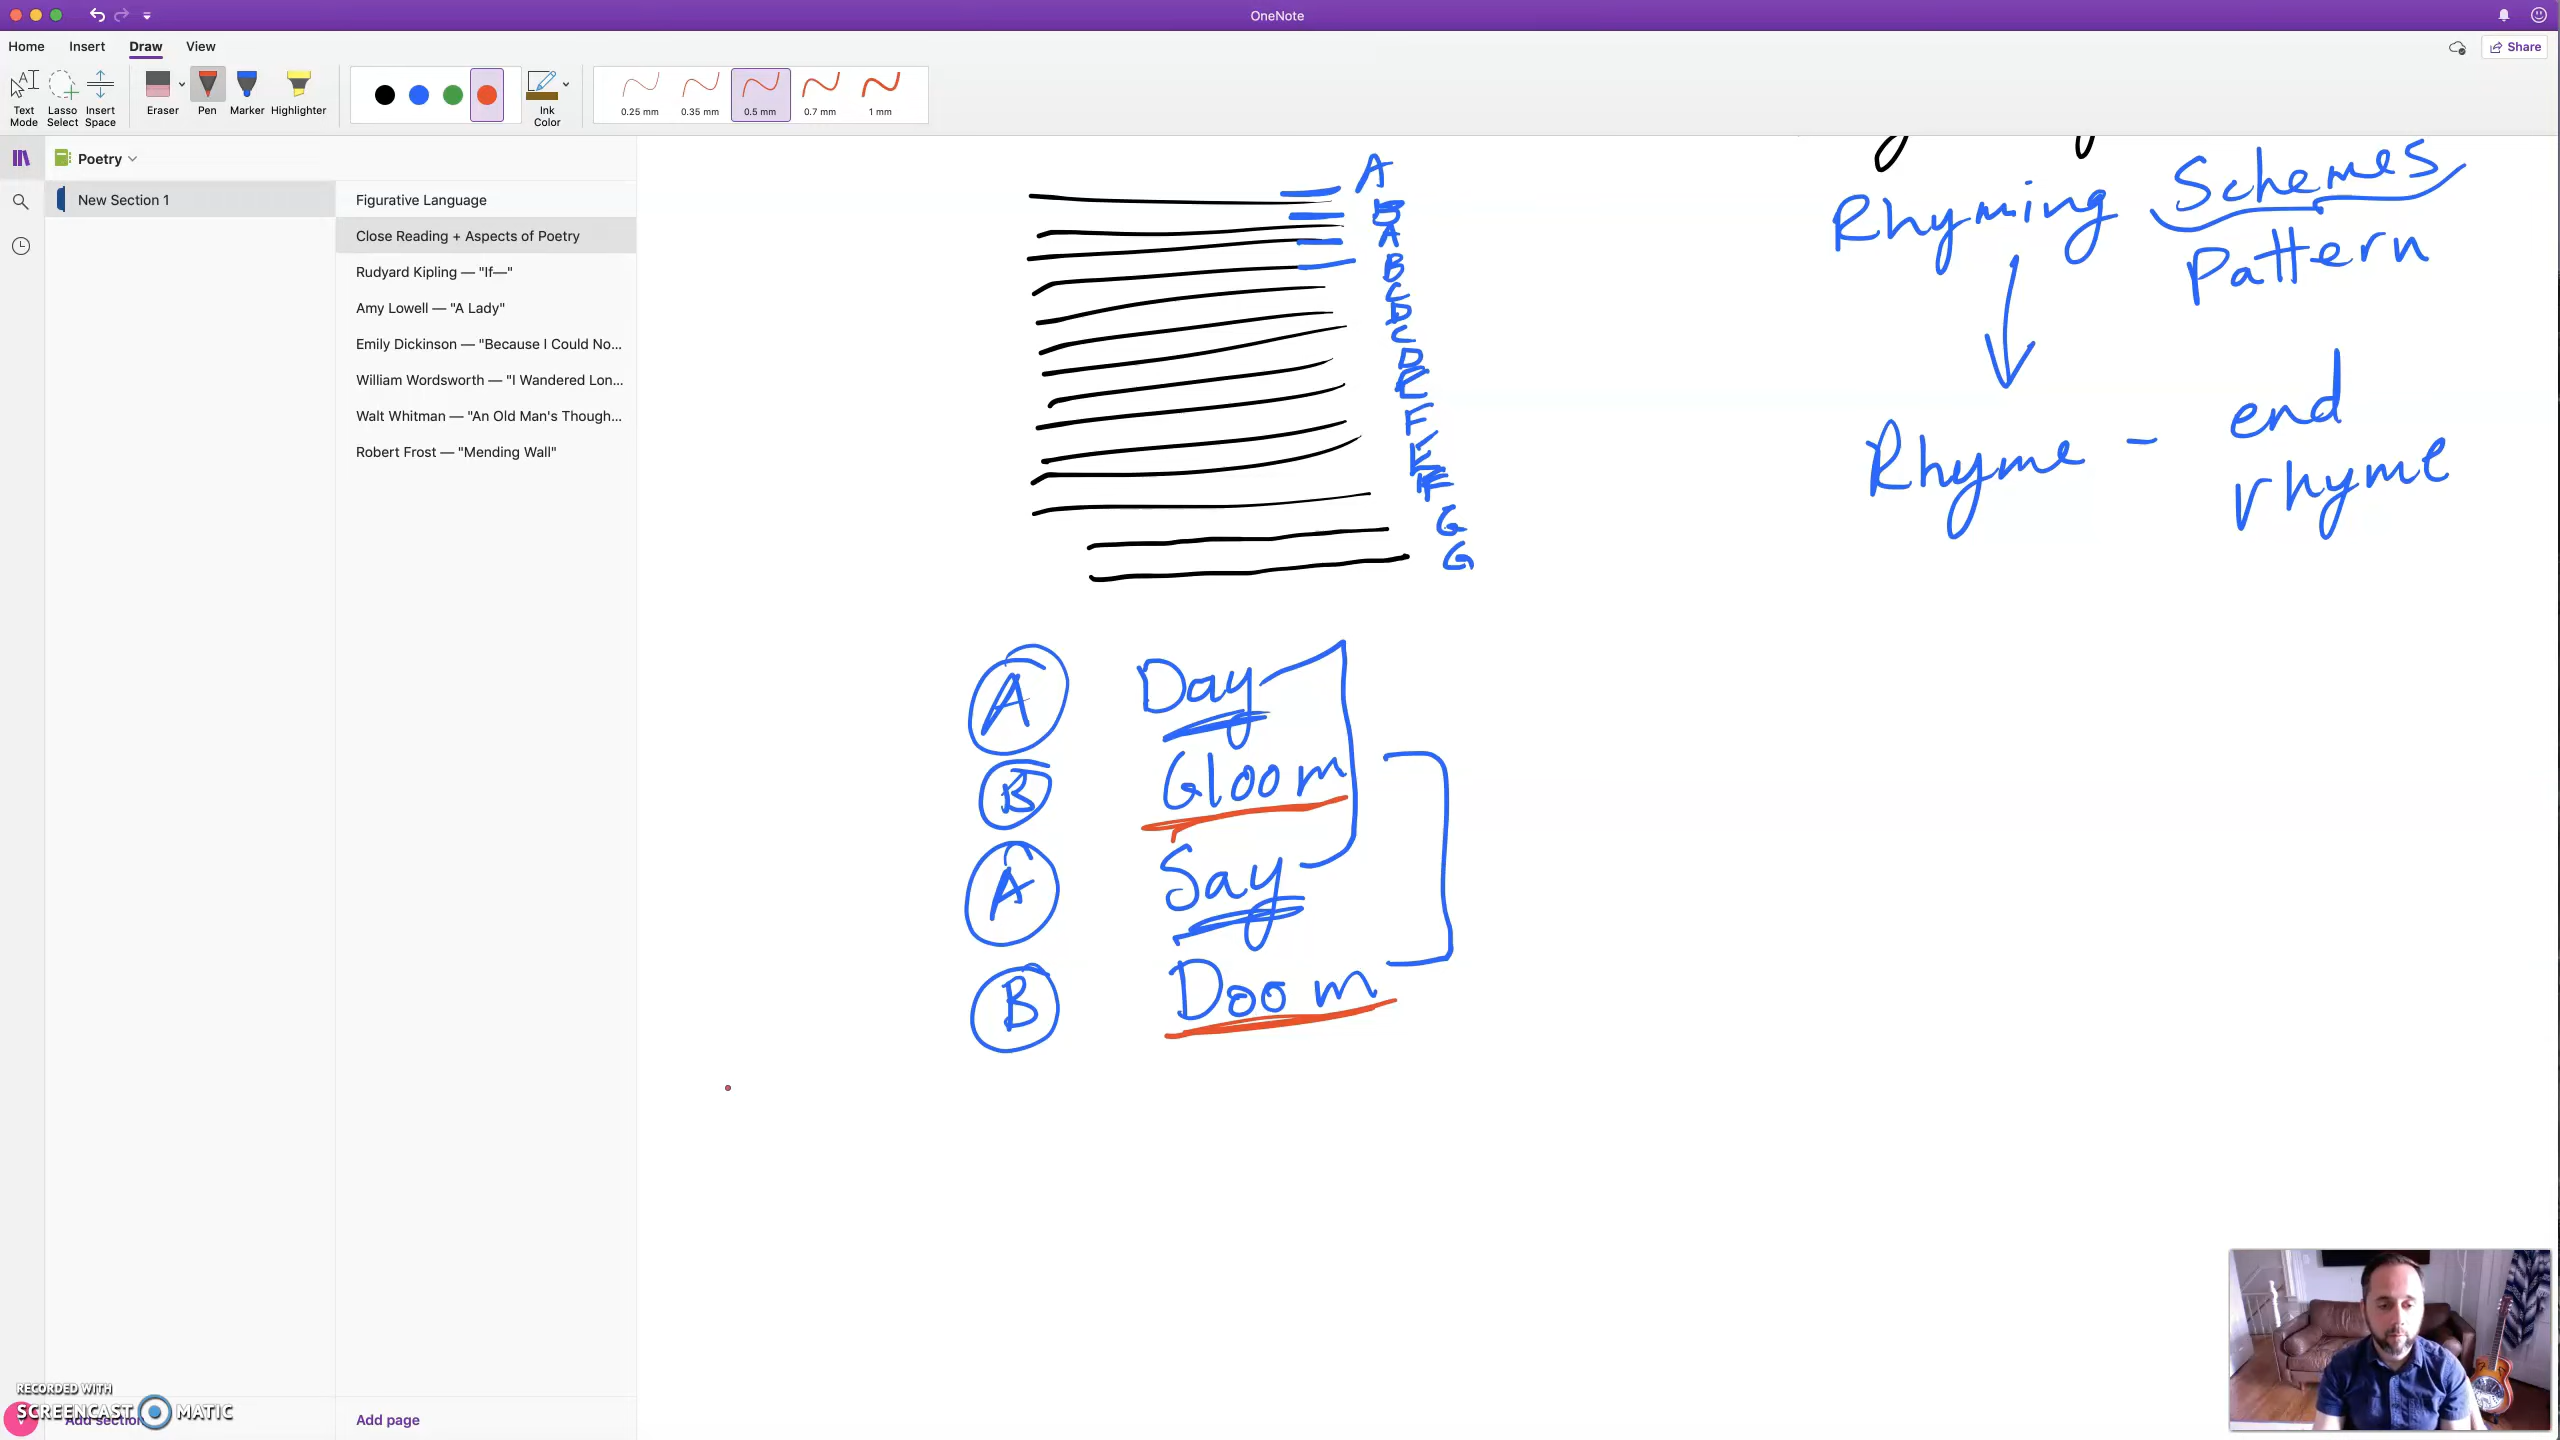 OneNote
Home Insert Draw View
Share
Text Mode
Lasso Select
Insert Space
Eraser
Pen
Marker
Highlighter
Ink Color
0.25 mm
0.35 mm
0.5 mm
0.7 mm
1 mm
Poetry
New Section 1
Figurative Language
Close Reading + Aspects of Poetry
Rudyard Kipling — "If—"
Amy Lowell — "A Lady"
Emily Dickinson — "Because I Could No...
William Wordsworth — "I Wandered Lon...
Walt Whitman — "An Old Man's Though...
Robert Frost — "Mending Wall"
A
B
A
B
C
D
C
D
E
F
E
F
G
G
Rhyming Schemes
Pattern
Rhyme - end
rhyme
A Day
B Gloom
A Say
B Doom
RECORDED WITH
SCREENCAST MATIC
Add section
Add page